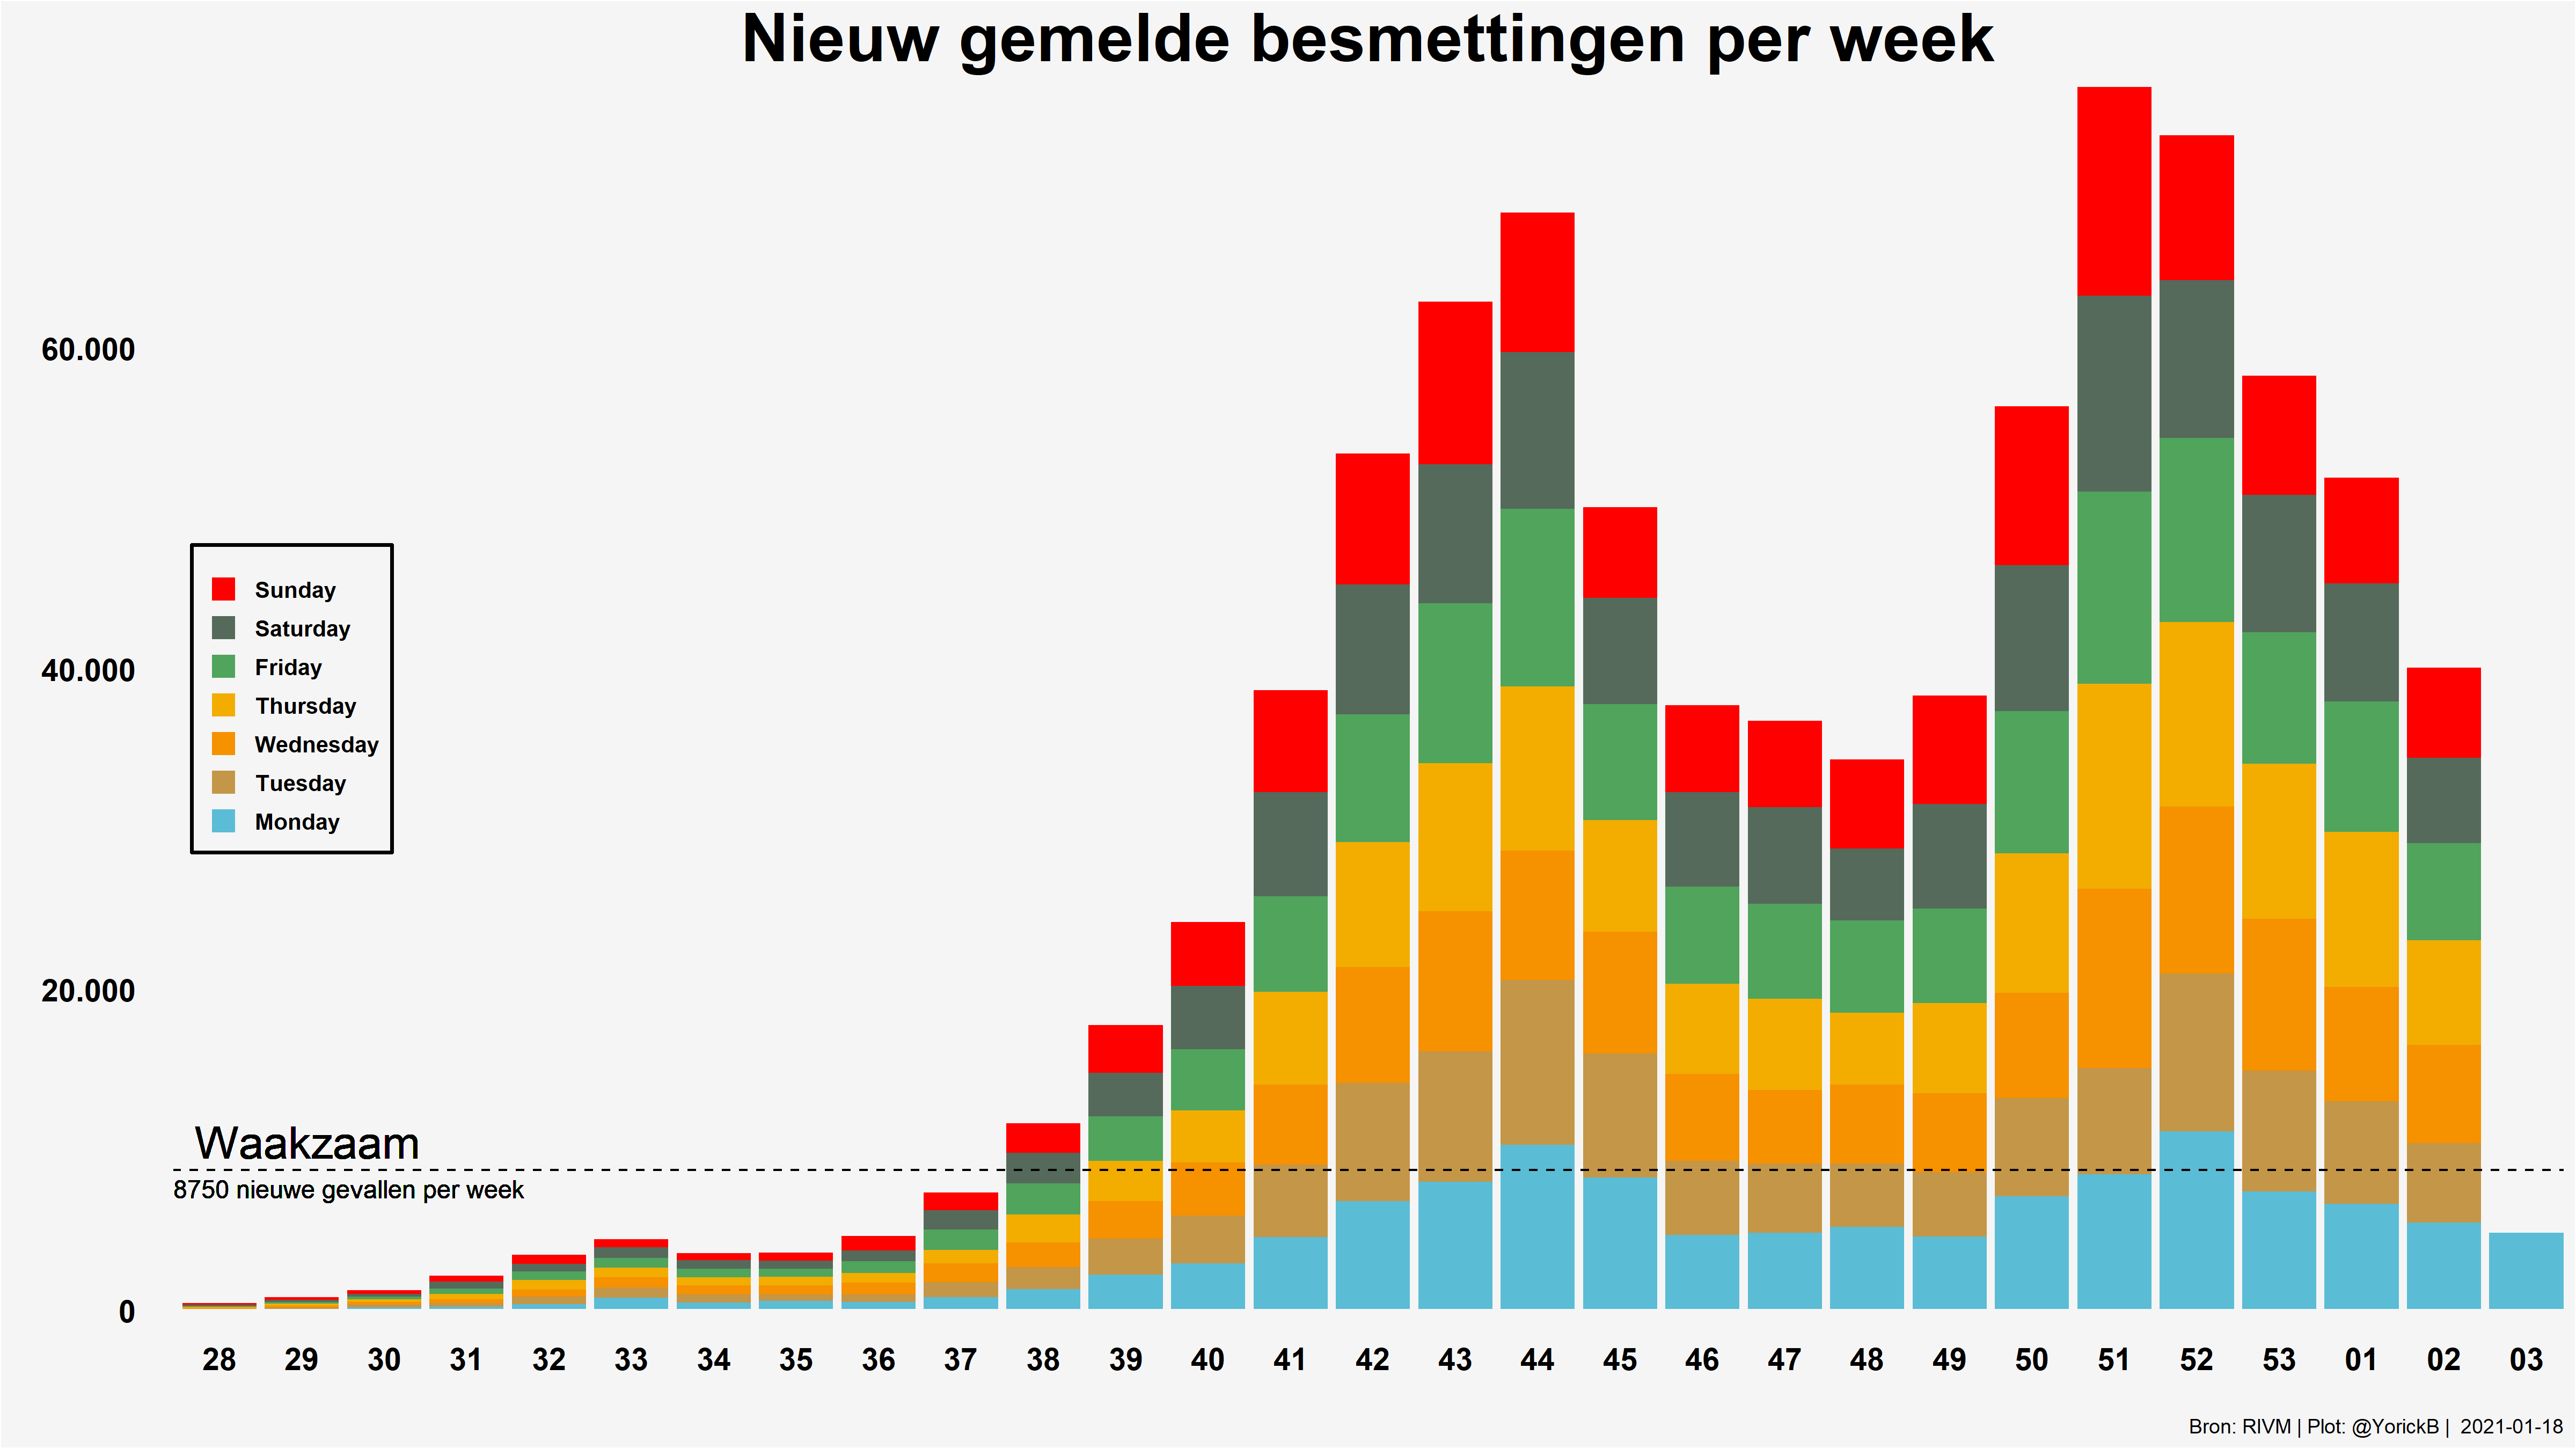 Nieuw gemelde besmettingen per week
60.000
40.000
20.000
0
Sunday
Saturday
Friday
Thursday
Wednesday
Tuesday
Monday
Waakzaam
8750 nieuwe gevallen per week
28 29 30 31 32 33 34 35 36 37 38 39 40 41 42 43 44 45 46 47 48 49 50 51 52 53 01 02 03
Bron: RIVM | Plot: @YorickB | 2021-01-18